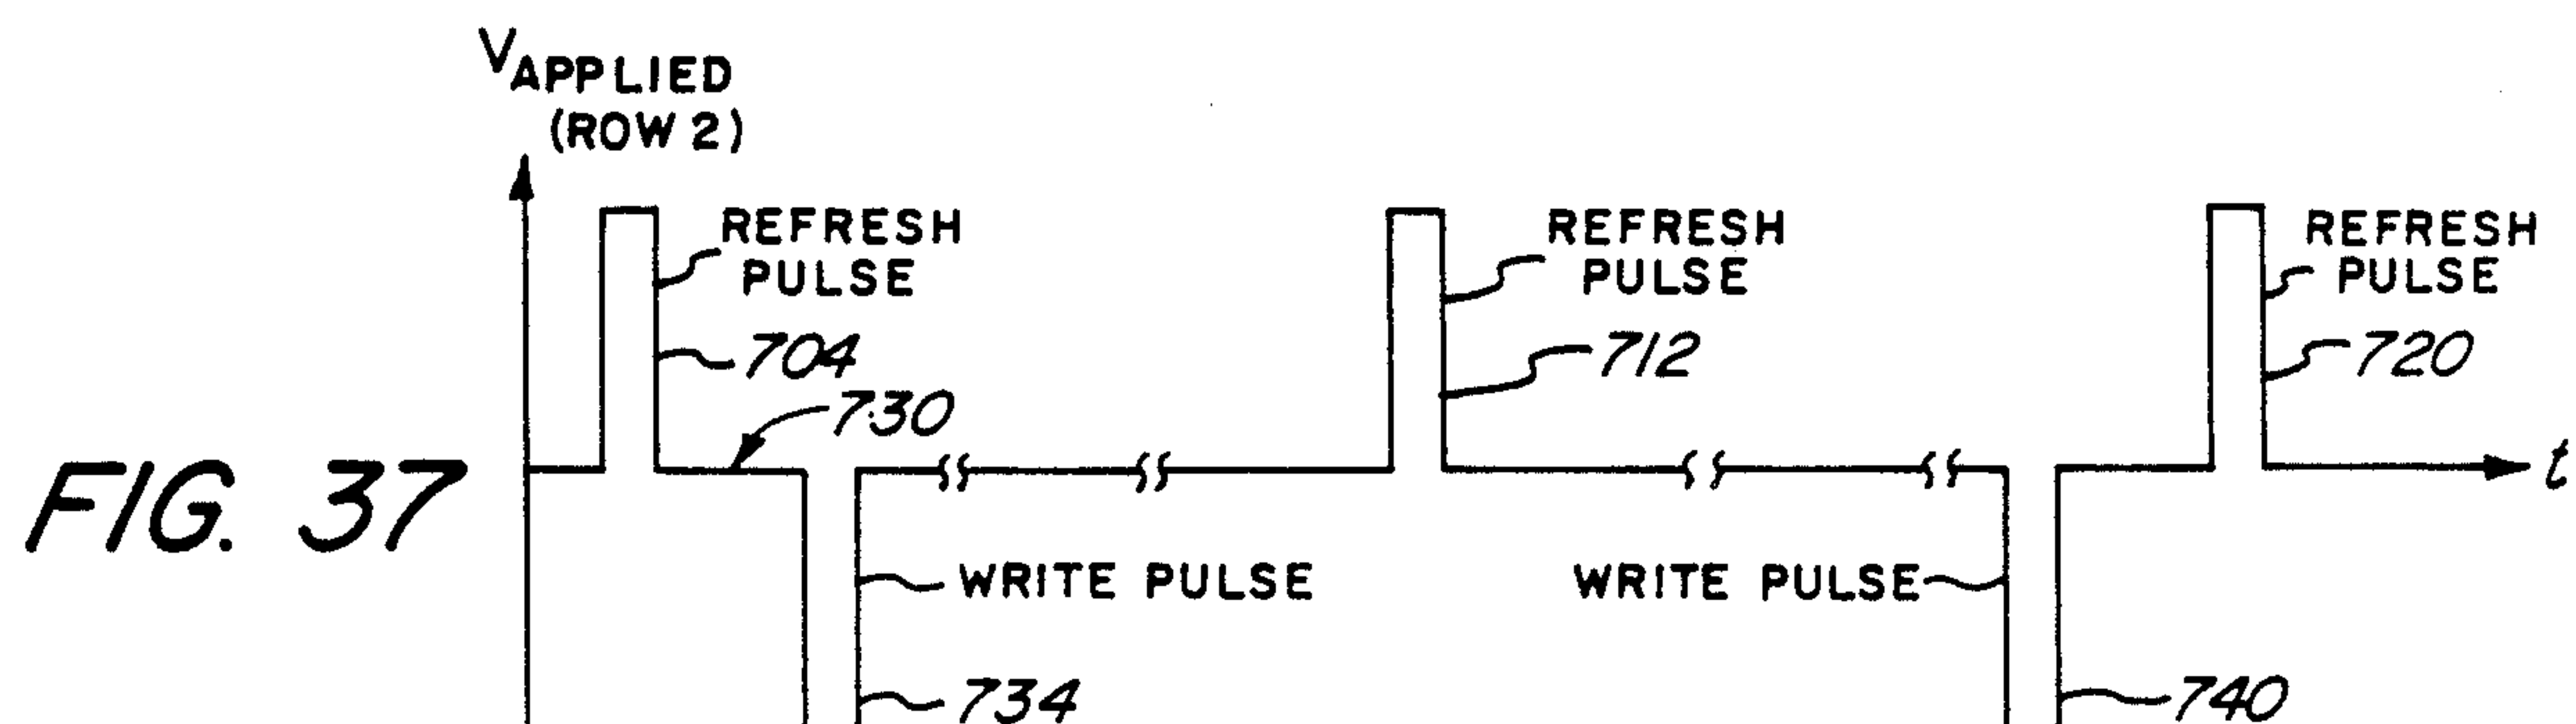 VAPPLIED
(ROW 2)
REFRESH
PULSE
REFRESH
PULSE
REFRESH
PULSE
704
712
720
730
FIG. 37
t
WRITE PULSE
WRITE PULSE
734
740